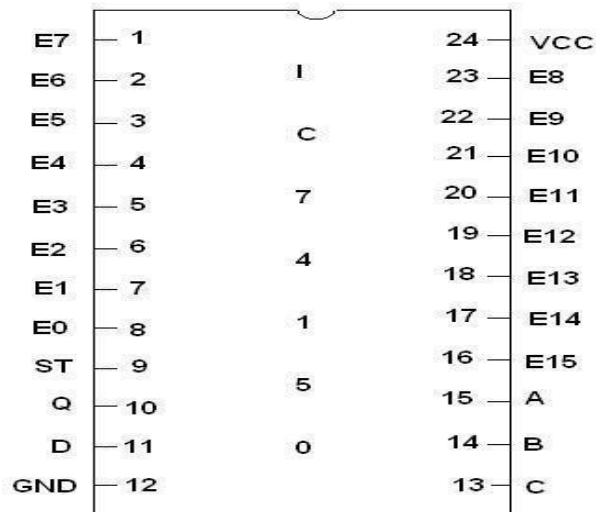 E7 1 I 24 VCC
E6 2 23 E8
E5 3 C 22 E9
E4 4 21 E10
E3 5 7 20 E11
E2 6 4 19 E12
E1 7 18 E13
E0 8 1 17 E14
ST 9 5 16 E15
Q 10 15 A
D 11 0 14 B
GND 12 13 C